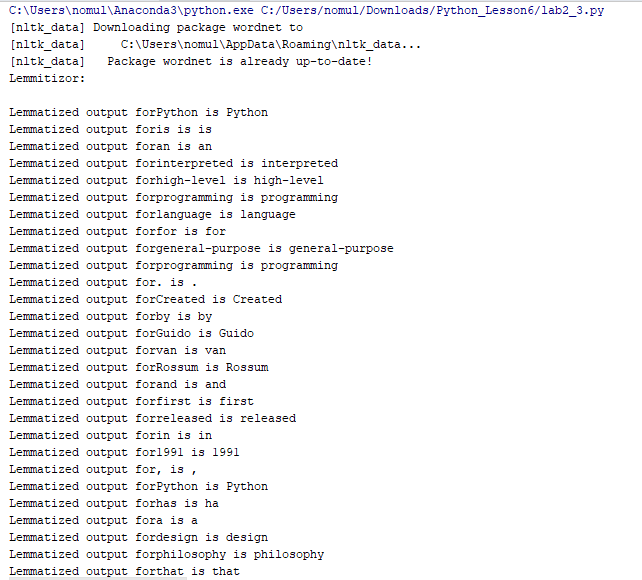 C:\Users\nomul\Anaconda3\python.exe C:/Users/nomul/Downloads/Python_Lesson6/lab2_3.py
[nltk_data] Downloading package wordnet to
[nltk_data]     C:\Users\nomul\AppData\Roaming\nltk_data...
[nltk_data]   Package wordnet is already up-to-date!
Lemmitizor:
Lemmatized output forPython is Python
Lemmatized output foris is is
Lemmatized output foran is an
Lemmatized output forinterpreted is interpreted
Lemmatized output forhigh-level is high-level
Lemmatized output forprogramming is programming
Lemmatized output forlanguage is language
Lemmatized output forfor is for
Lemmatized output forgeneral-purpose is general-purpose
Lemmatized output forprogramming is programming
Lemmatized output for. is .
Lemmatized output forCreated is Created
Lemmatized output forby is by
Lemmatized output forGuido is Guido
Lemmatized output forvan is van
Lemmatized output forRossum is Rossum
Lemmatized output forand is and
Lemmatized output forfirst is first
Lemmatized output forreleased is released
Lemmatized output forin is in
Lemmatized output for1991 is 1991
Lemmatized output for, is ,
Lemmatized output forPython is Python
Lemmatized output forhas is ha
Lemmatized output fora is a
Lemmatized output fordesign is design
Lemmatized output forphilosophy is philosophy
Lemmatized output forthat is that